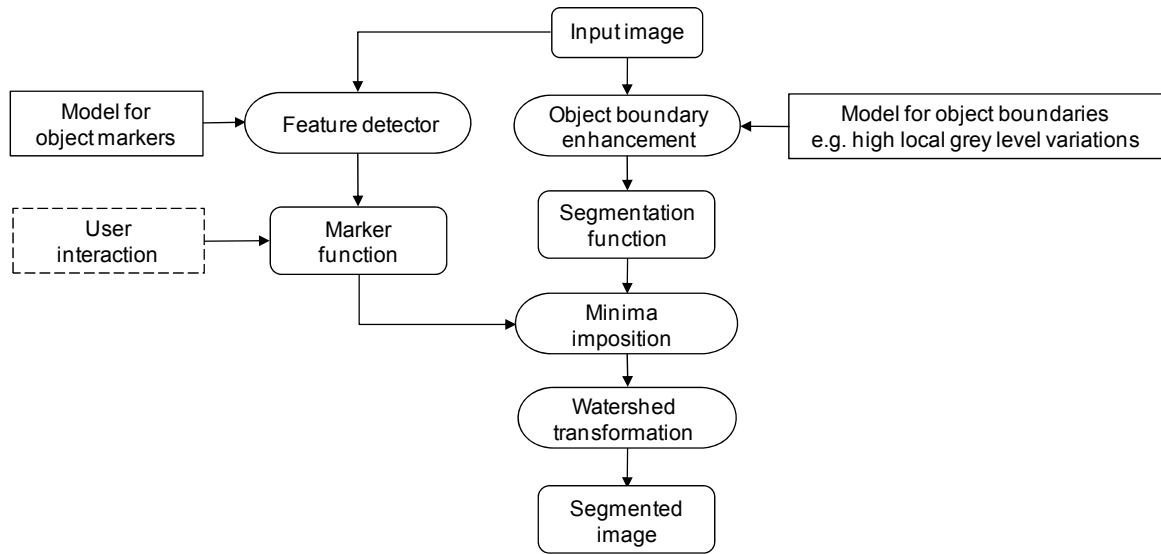 Input image
Model for
object markers
Feature detector
Object boundary
enhancement
Model for object boundaries
e.g. high local grey level variations
User
interaction
Marker
function
Segmentation
function
Minima
imposition
Watershed
transformation
Segmented
image